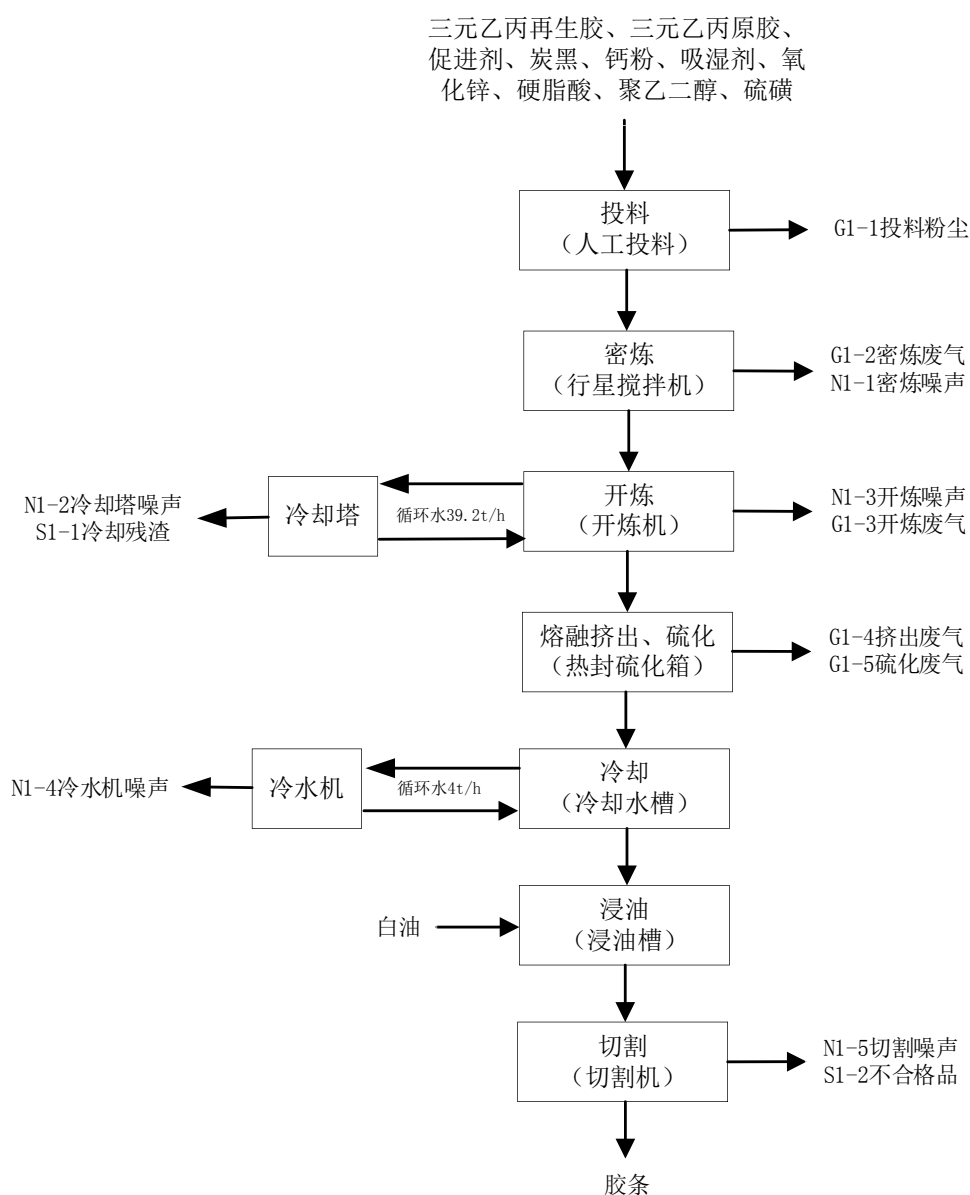 三元乙丙再生胶、三元乙丙原胶、
促进剂、炭黑、钙粉、吸湿剂、氧
化锌、硬脂酸、聚乙二醇、硫磺
投料
（人工投料）
G1-1投料粉尘
密炼
（行星搅拌机）
G1-2密炼废气
N1-1密炼噪声
N1-2冷却塔噪声
S1-1冷却残渣
冷却塔
循环水39.2t/h
开炼
（开炼机）
N1-3开炼噪声
G1-3开炼废气
熔融挤出、硫化
（热封硫化箱）
G1-4挤出废气
G1-5硫化废气
N1-4冷水机噪声
冷水机
循环水4t/h
冷却
（冷却水槽）
白油
浸油
（浸油槽）
切割
（切割机）
N1-5切割噪声
S1-2不合格品
胶条